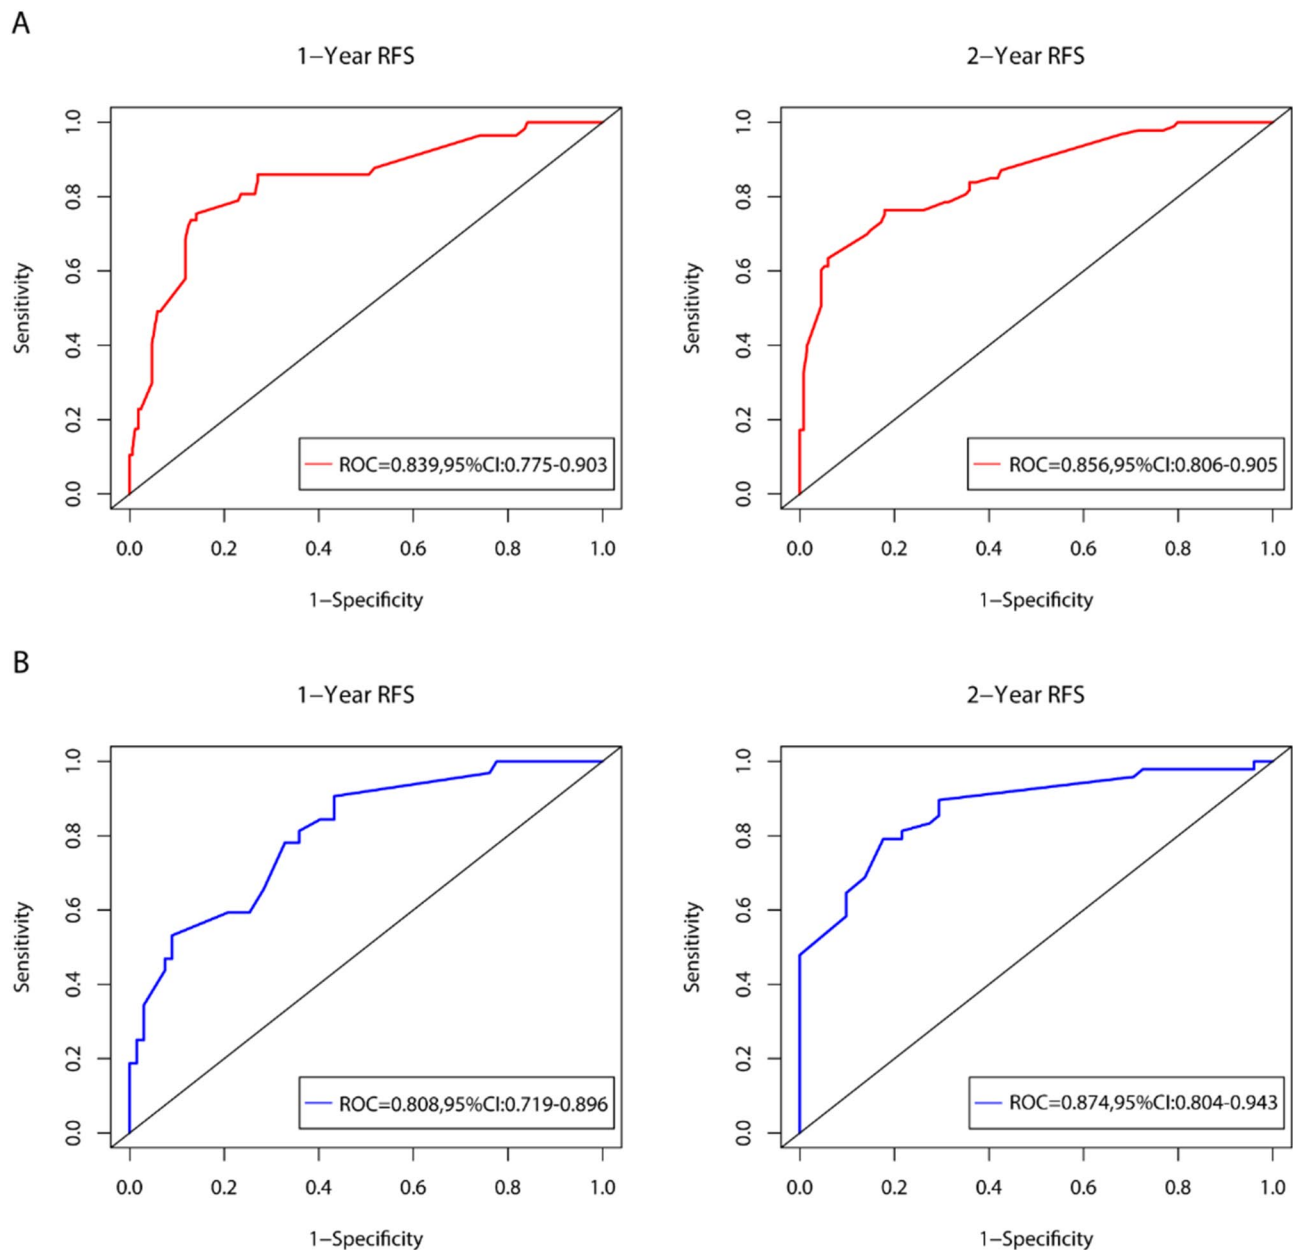 A
1–Year RFS
2–Year RFS
Sensitivity
0.0 0.2 0.4 0.6 0.8 1.0
ROC=0.839,95%CI:0.775-0.903
0.0 0.2 0.4 0.6 0.8 1.0
1–Specificity
Sensitivity
0.0 0.2 0.4 0.6 0.8 1.0
ROC=0.856,95%CI:0.806-0.905
0.0 0.2 0.4 0.6 0.8 1.0
1–Specificity
B
1–Year RFS
2–Year RFS
Sensitivity
0.0 0.2 0.4 0.6 0.8 1.0
ROC=0.808,95%CI:0.719-0.896
0.0 0.2 0.4 0.6 0.8 1.0
1–Specificity
Sensitivity
0.0 0.2 0.4 0.6 0.8 1.0
ROC=0.874,95%CI:0.804-0.943
0.0 0.2 0.4 0.6 0.8 1.0
1–Specificity